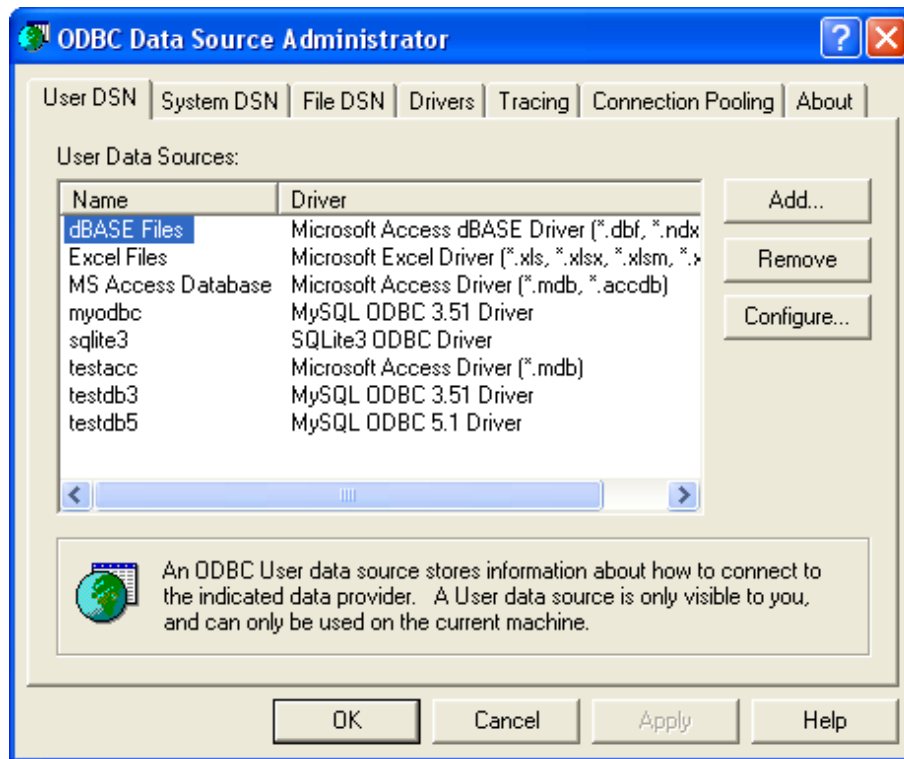 ODBC Data Source Administrator
User DSN System DSN File DSN Drivers Tracing Connection Pooling About
User Data Sources:
Name Driver
dBASE Files Microsoft Access dBASE Driver (*.dbf, *.ndx
Excel Files Microsoft Excel Driver (*.xls, *.xlsx, *.xlsm, *.x
MS Access Database Microsoft Access Driver (*.mdb, *.accdb)
myodbc MySQL ODBC 3.51 Driver
sqlite3 SQLite3 ODBC Driver
testacc Microsoft Access Driver (*.mdb)
testdb3 MySQL ODBC 3.51 Driver
testdb5 MySQL ODBC 5.1 Driver
Add...
Remove
Configure...
An ODBC User data source stores information about how to connect to
the indicated data provider. A User data source is only visible to you,
and can only be used on the current machine.
OK Cancel Apply Help